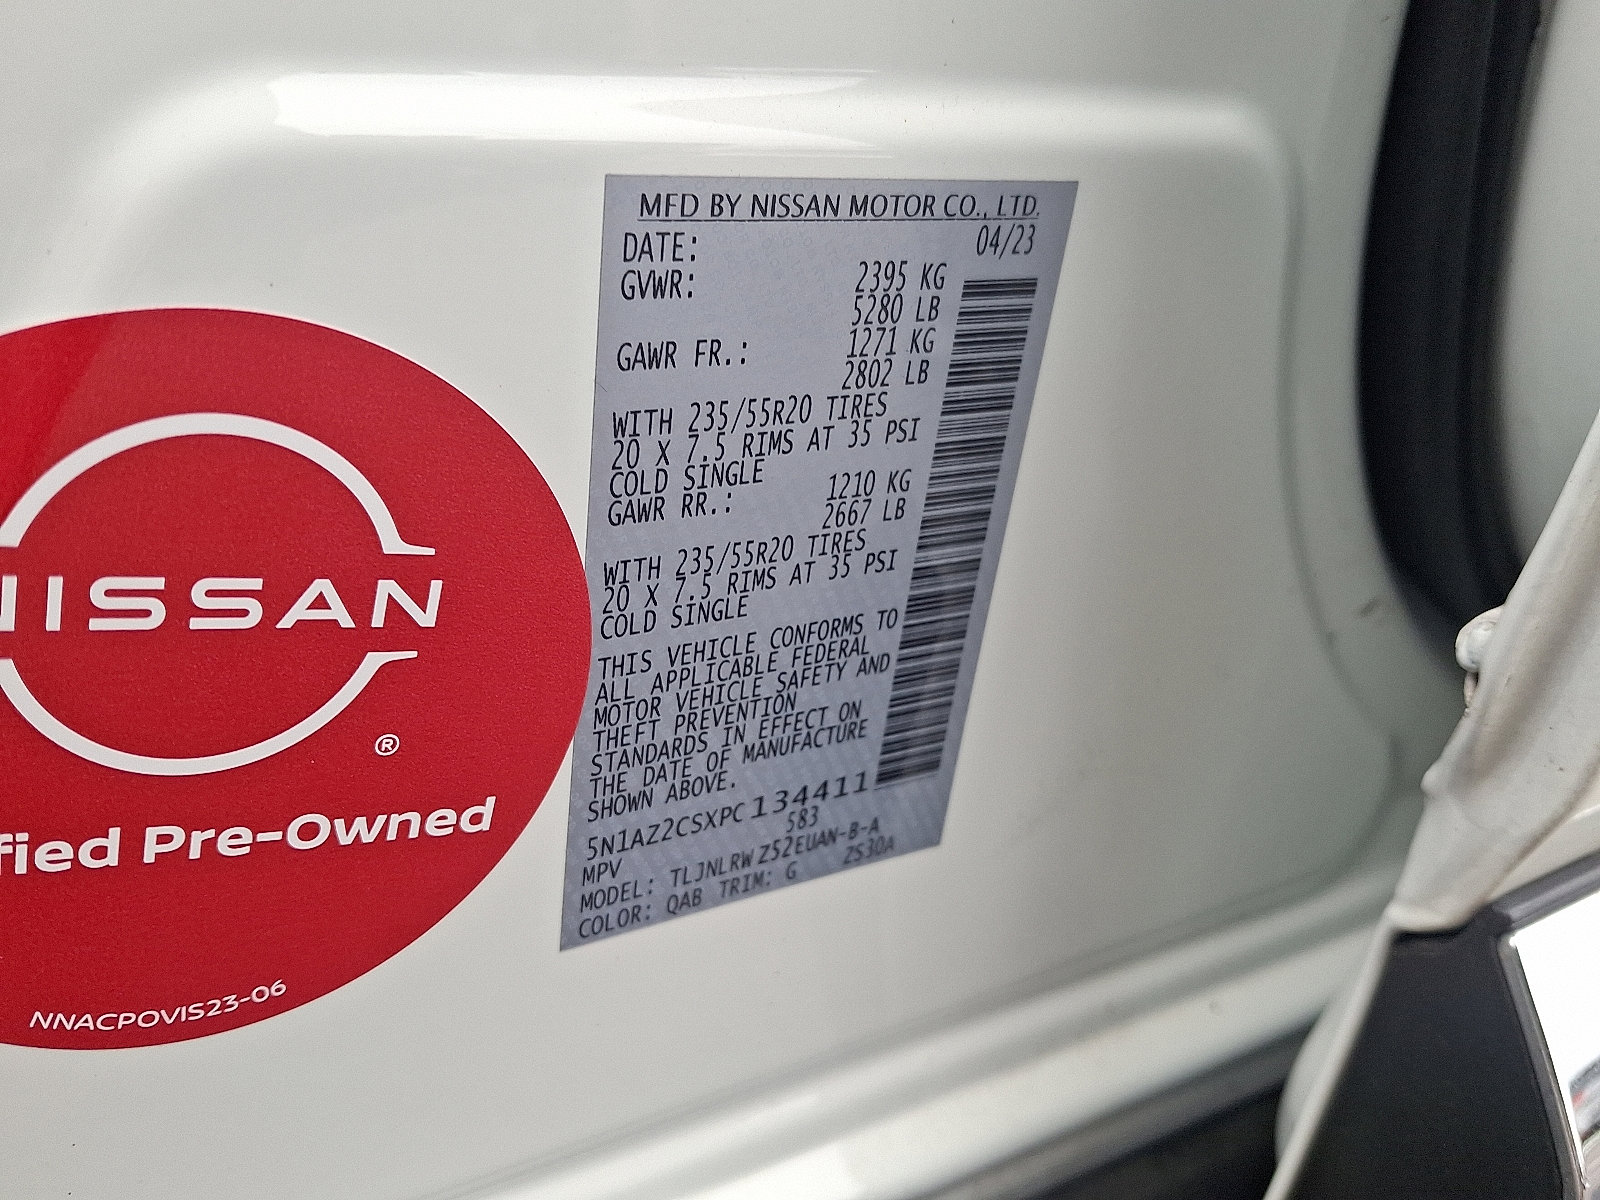 MFD BY NISSAN MOTOR CO., LTD.
DATE: 04/23
GVWR: 2395 KG
5280 LB
GAWR FR.: 1271 KG
2802 LB
WITH 235/55R20 TIRES
20 X 7.5 RIMS AT 35 PSI
COLD SINGLE
GAWR RR.: 1210 KG
2667 LB
WITH 235/55R20 TIRES
20 X 7.5 RIMS AT 35 PSI
COLD SINGLE
THIS VEHICLE CONFORMS TO
ALL APPLICABLE FEDERAL
MOTOR VEHICLE SAFETY AND
THEFT PREVENTION
STANDARDS IN EFFECT ON
THE DATE OF MANUFACTURE
SHOWN ABOVE.
5N1AZ2CSXPC134411
MPV 583
MODEL: TLJNLRWZ52EUAN-B-A
COLOR: QAB TRIM: G ZS30A
NISSAN
®
fied Pre-Owned
NNACPOVIS23-06